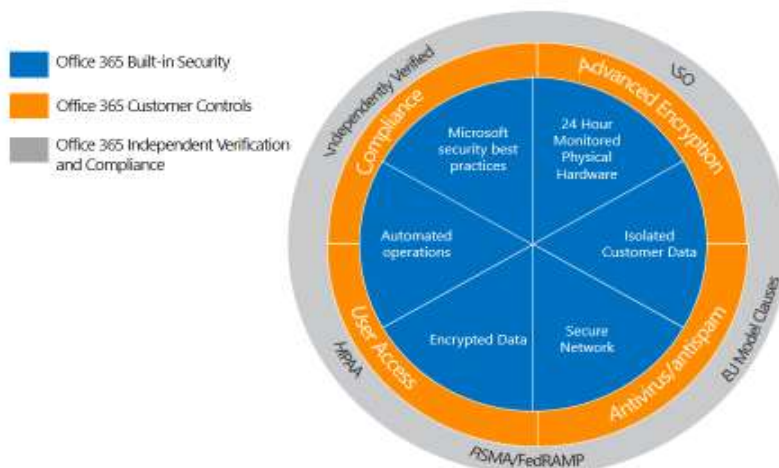 Office 365 Built-in Security
Office 365 Customer Controls
Office 365 Independent Verification
and Compliance
Independently Verified
ISO
EU Model Clauses
FISMA/FedRAMP
HIPAA
Compliance
Advanced Encryption
Antivirus/antispam
User Access
Microsoft
security best
practices
24 Hour
Monitored
Physical
Hardware
Automated
operations
Isolated
Customer Data
Encrypted Data
Secure
Network